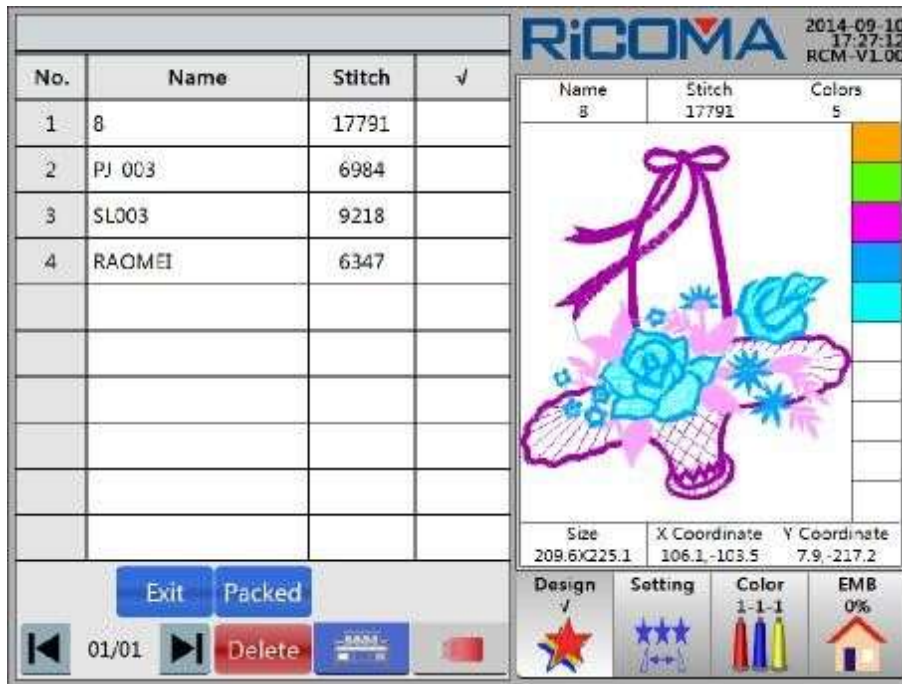 No. Name Stitch √
1 8 17791
2 PJ 003 6984
3 SL003 9218
4 RAOMEI 6347
Exit Packed
01/01 Delete
RiCOMA
2014-09-10
17:27:12
RCM-V1.00
Name Stitch Colors
8 17791 5
Size X Coordinate Y Coordinate
209.6X225.1 106.1,-103.5 7.9,-217.2
Design Setting Color EMB
√ 1-1-1 0%